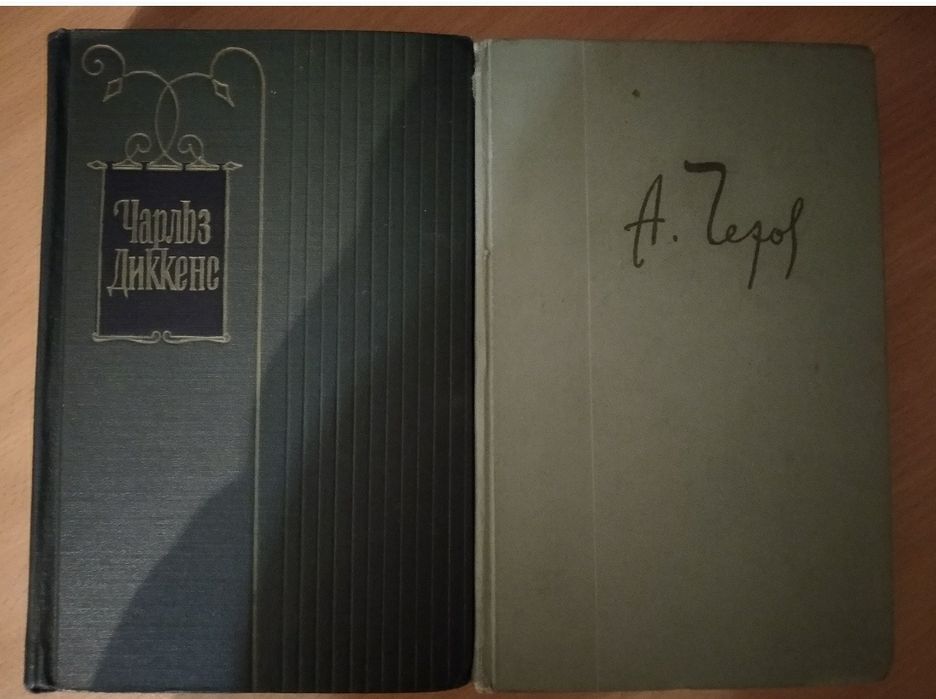 Чарльз
Диккенс
А. Чехов